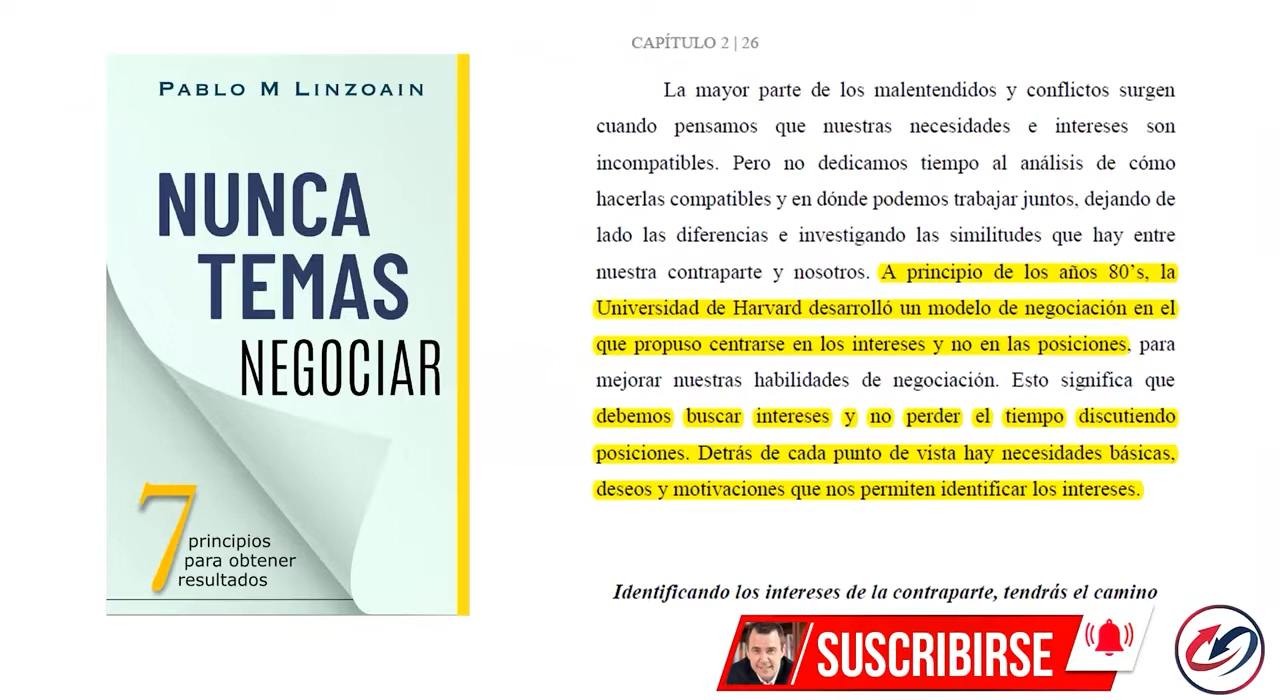 PABLO M LINZOAIN
NUNCA
TEMAS
NEGOCIAR
7
principios
para obtener
resultados
CAPÍTULO 2 | 26
La mayor parte de los malentendidos y conflictos surgen
cuando pensamos que nuestras necesidades e intereses son
incompatibles. Pero no dedicamos tiempo al análisis de cómo
hacerlas compatibles y en dónde podemos trabajar juntos, dejando de
lado las diferencias e investigando las similitudes que hay entre
nuestra contraparte y nosotros. A principio de los años 80’s, la
Universidad de Harvard desarrolló un modelo de negociación en el
que propuso centrarse en los intereses y no en las posiciones, para
mejorar nuestras habilidades de negociación. Esto significa que
debemos buscar intereses y no perder el tiempo discutiendo
posiciones. Detrás de cada punto de vista hay necesidades básicas,
deseos y motivaciones que nos permiten identificar los intereses.
Identificando los intereses de la contraparte, tendrás el camino
SUSCRIBIRSE